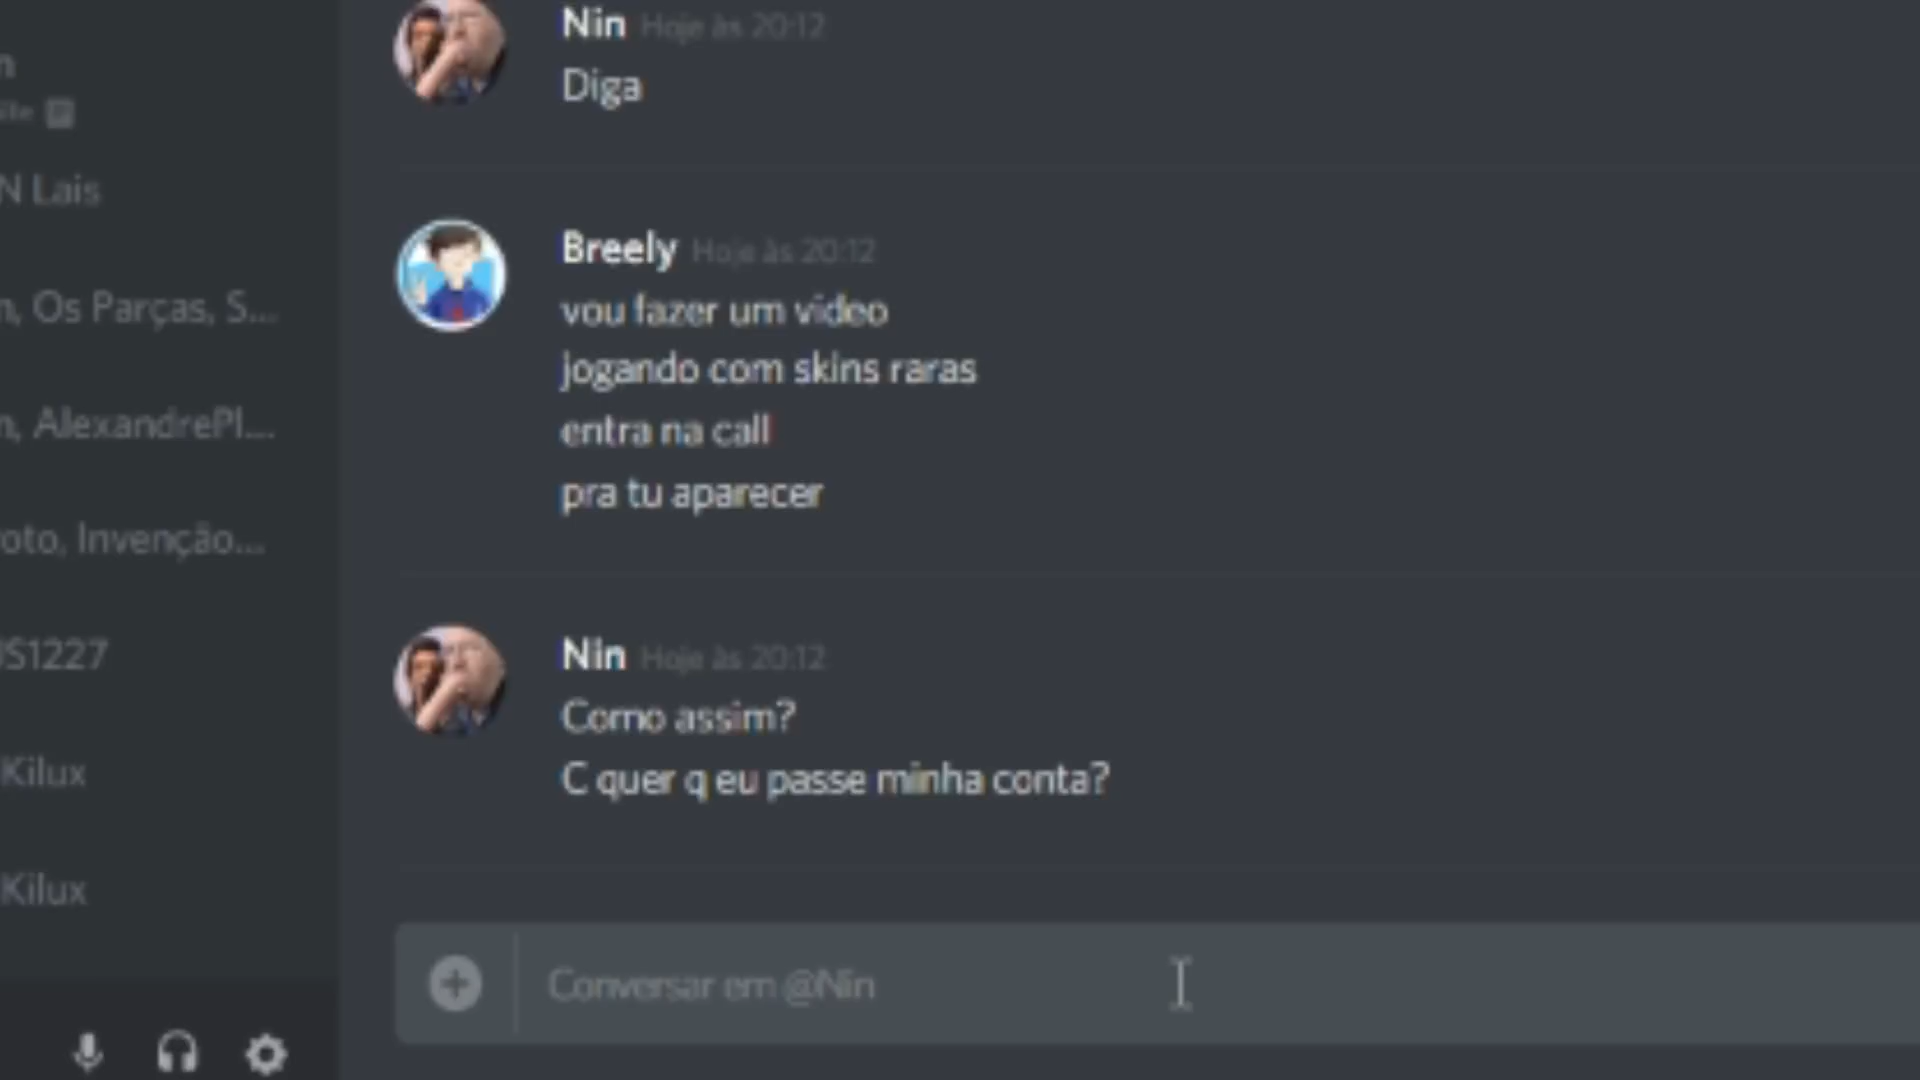 Nin Hoje às 20:12
Diga
N Lais
Breely Hoje às 20:12
vou fazer um video
jogando com skins raras
entra na call
pra tu aparecer
n, Os Parças, S...
n, AlexandrePl...
oto, Invenção...
Nin Hoje às 20:12
Como assim?
C quer q eu passe minha conta?
JS1227
Kilux
Kilux
Conversar em @Nin